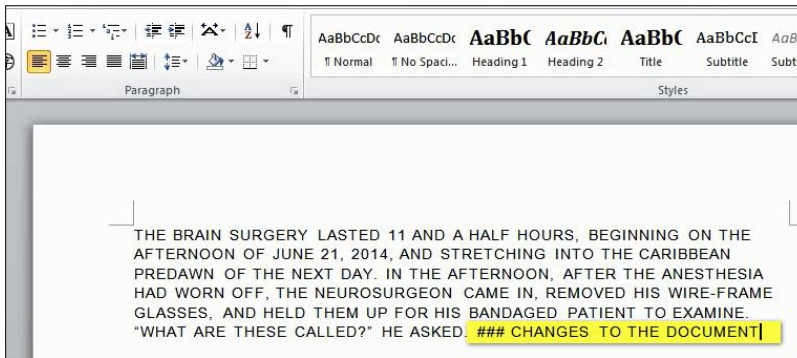 AaBbCcDc AaBbCcDc AaBb( AaBbC AaBb( AaBbCcI AaB
¶ Normal ¶ No Spaci... Heading 1 Heading 2 Title Subtitle Subt
Paragraph Styles
THE BRAIN SURGERY LASTED 11 AND A HALF HOURS, BEGINNING ON THE
AFTERNOON OF JUNE 21, 2014, AND STRETCHING INTO THE CARIBBEAN
PREDAWN OF THE NEXT DAY. IN THE AFTERNOON, AFTER THE ANESTHESIA
HAD WORN OFF, THE NEUROSURGEON CAME IN, REMOVED HIS WIRE-FRAME
GLASSES, AND HELD THEM UP FOR HIS BANDAGED PATIENT TO EXAMINE.
“WHAT ARE THESE CALLED?” HE ASKED. ### CHANGES TO THE DOCUMENT